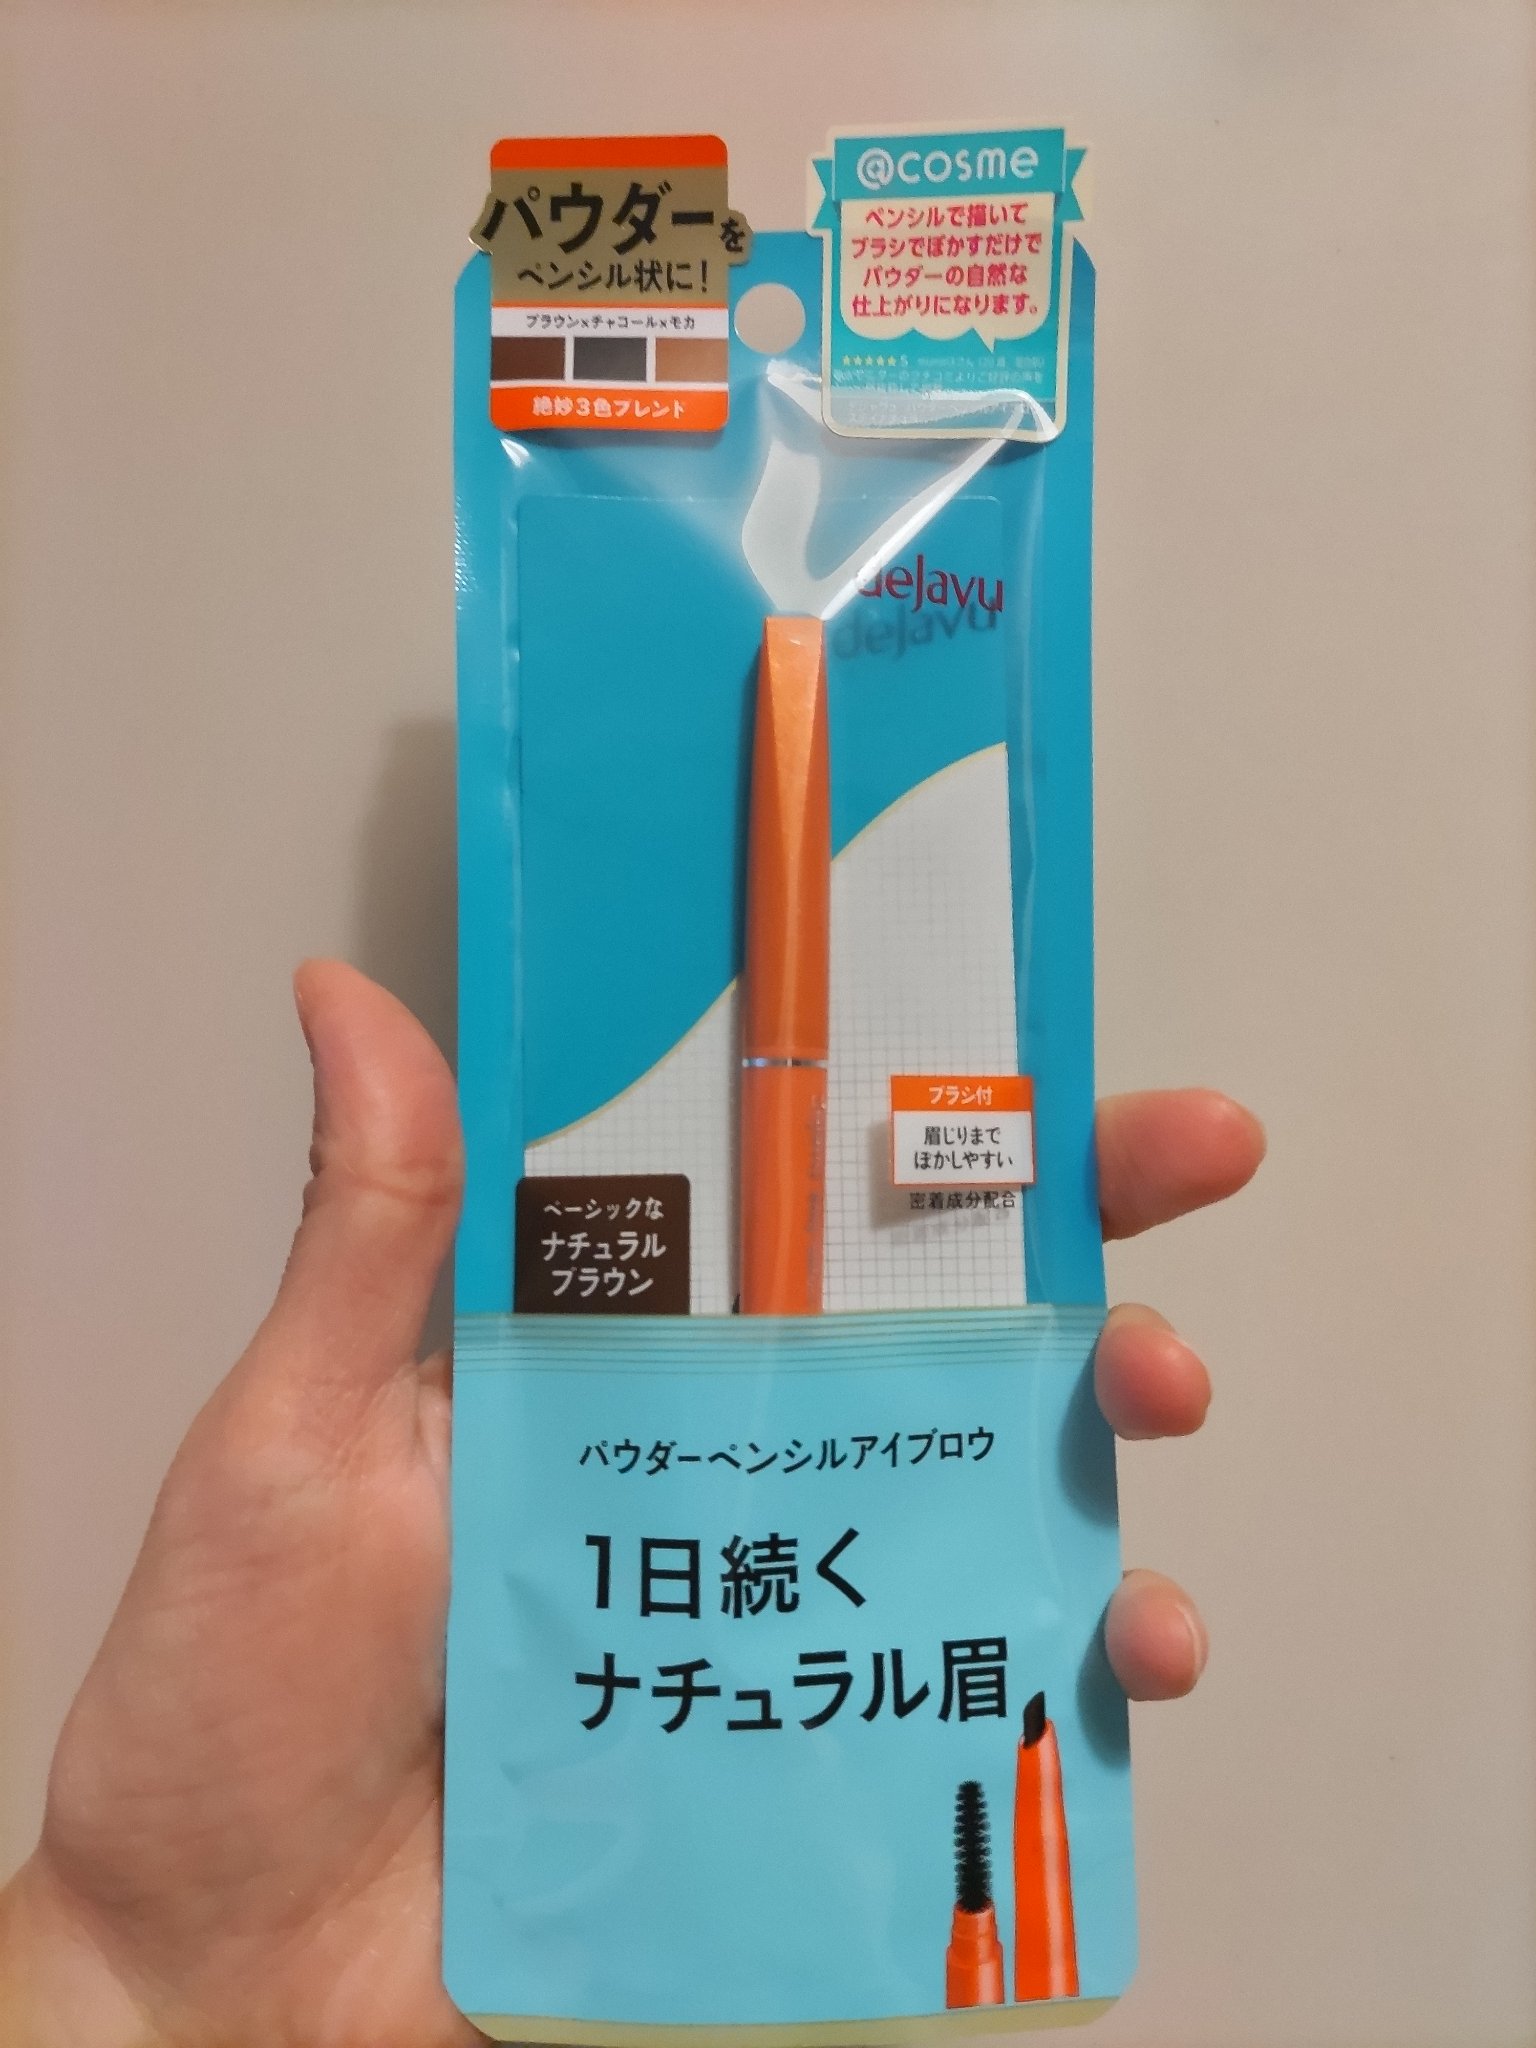 パウダーを
ペンシル状に!
ブラウン×チャコール×モカ
絶妙3色ブレンド
@cosme
ペンシルで描いて
ブラシでぼかすだけで
パウダーの自然な
仕上がりになります。
★★★★★5
dejavu
ブラシ付
眉じりまで
ぼかしやすい
密着成分配合
ベーシックな
ナチュラル
ブラウン
パウダーペンシルアイブロウ
1日続く
ナチュラル眉